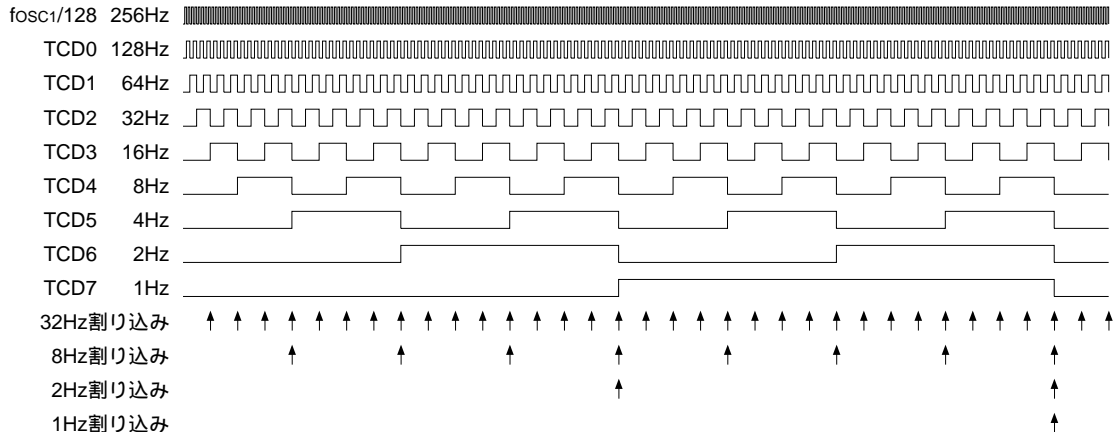 fOSC1/128 256Hz
TCD0 128Hz
TCD1 64Hz
TCD2 32Hz
TCD3 16Hz
TCD4 8Hz
TCD5 4Hz
TCD6 2Hz
TCD7 1Hz
32Hz割り込み
8Hz割り込み
2Hz割り込み
1Hz割り込み